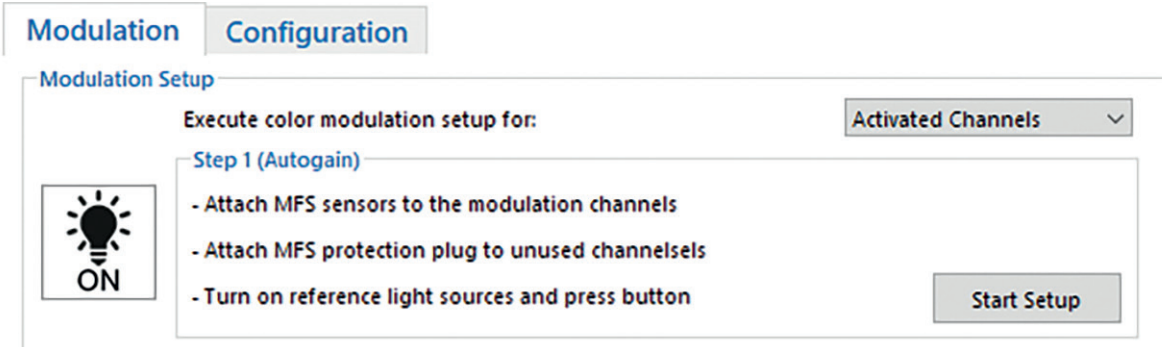 Modulation Configuration
Modulation Setup
Execute color modulation setup for: Activated Channels
Step 1 (Autogain)
- Attach MFS sensors to the modulation channels
- Attach MFS protection plug to unused channelsels
ON
- Turn on reference light sources and press button
Start Setup